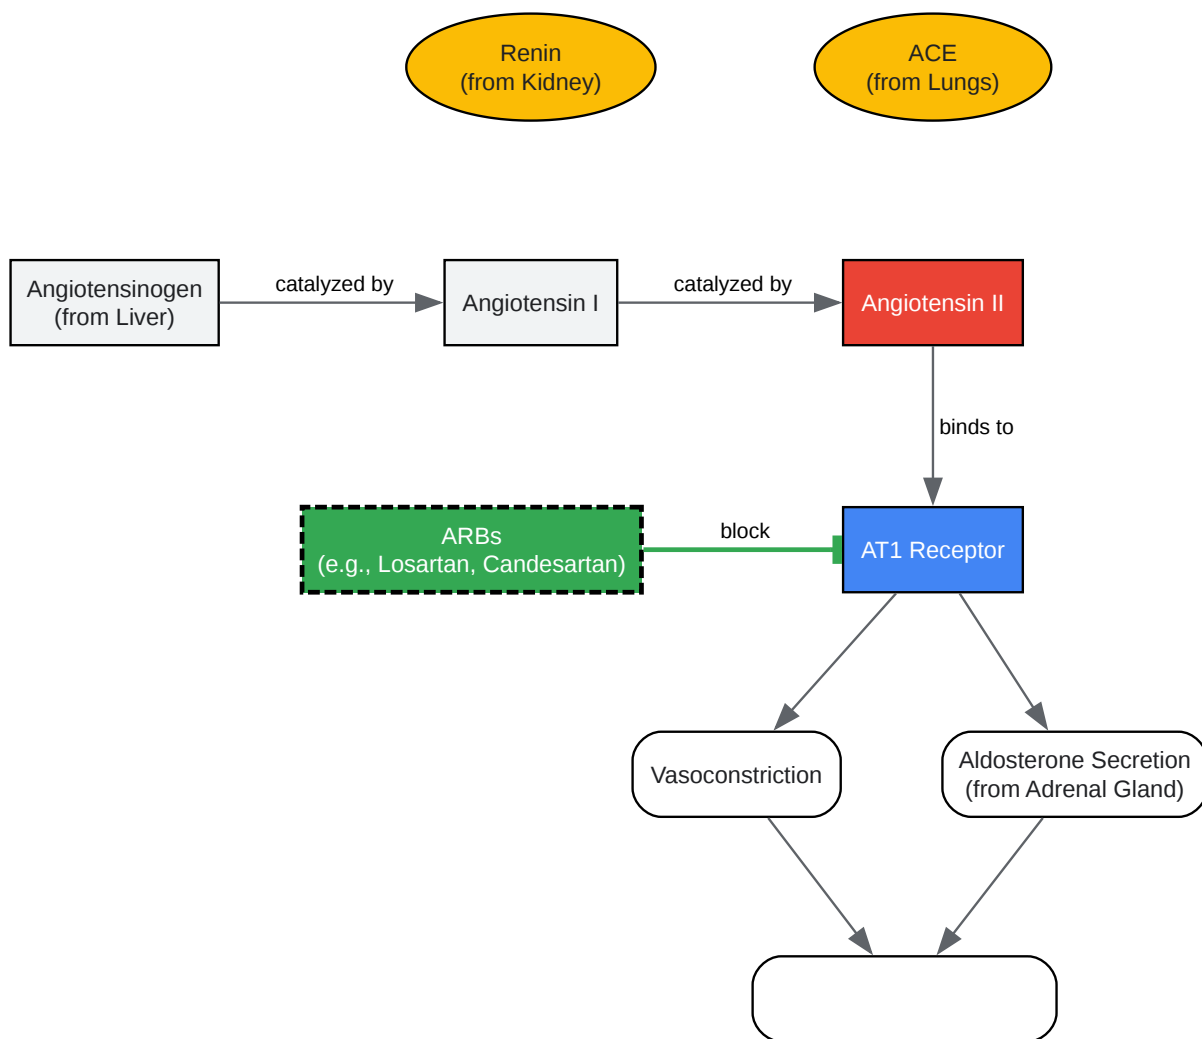 Renin
(from Kidney)
ACE
(from Lungs)
Angiotensinogen
(from Liver)
catalyzed by
Angiotensin I
catalyzed by
Angiotensin II
binds to
ARBs
(e.g., Losartan, Candesartan)
block
AT1 Receptor
Vasoconstriction
Aldosterone Secretion
(from Adrenal Gland)